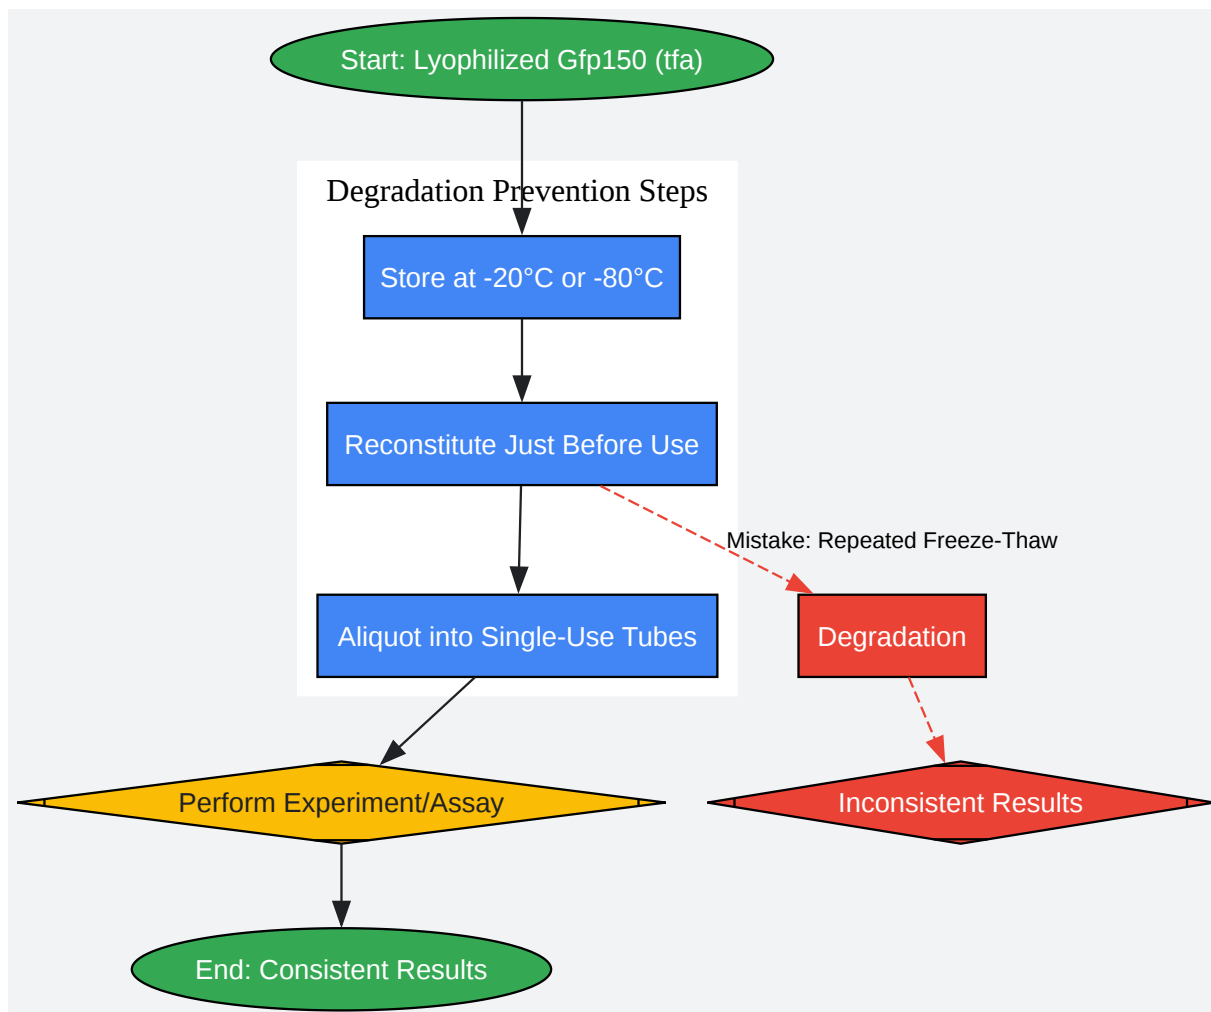 Start: Lyophilized Gfp150 (tfa)
Degradation Prevention Steps
Store at -20°C or -80°C
Reconstitute Just Before Use
Mistake: Repeated Freeze-Thaw
Aliquot into Single-Use Tubes
Degradation
Perform Experiment/Assay
Inconsistent Results
End: Consistent Results